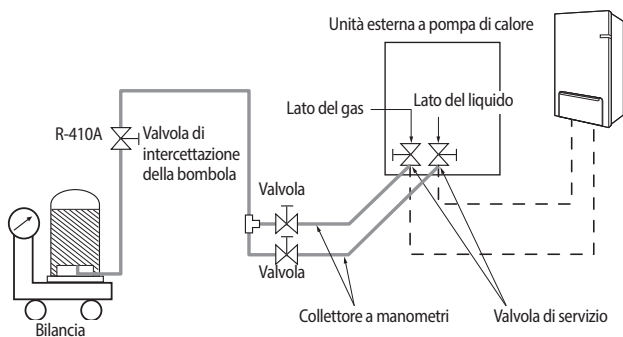 Unità esterna a pompa di calore
Lato del gas
Lato del liquido
R-410A
Valvola di
intercettazione
della bombola
Valvola
Valvola
Bilancia
Collettore a manometri
Valvola di servizio